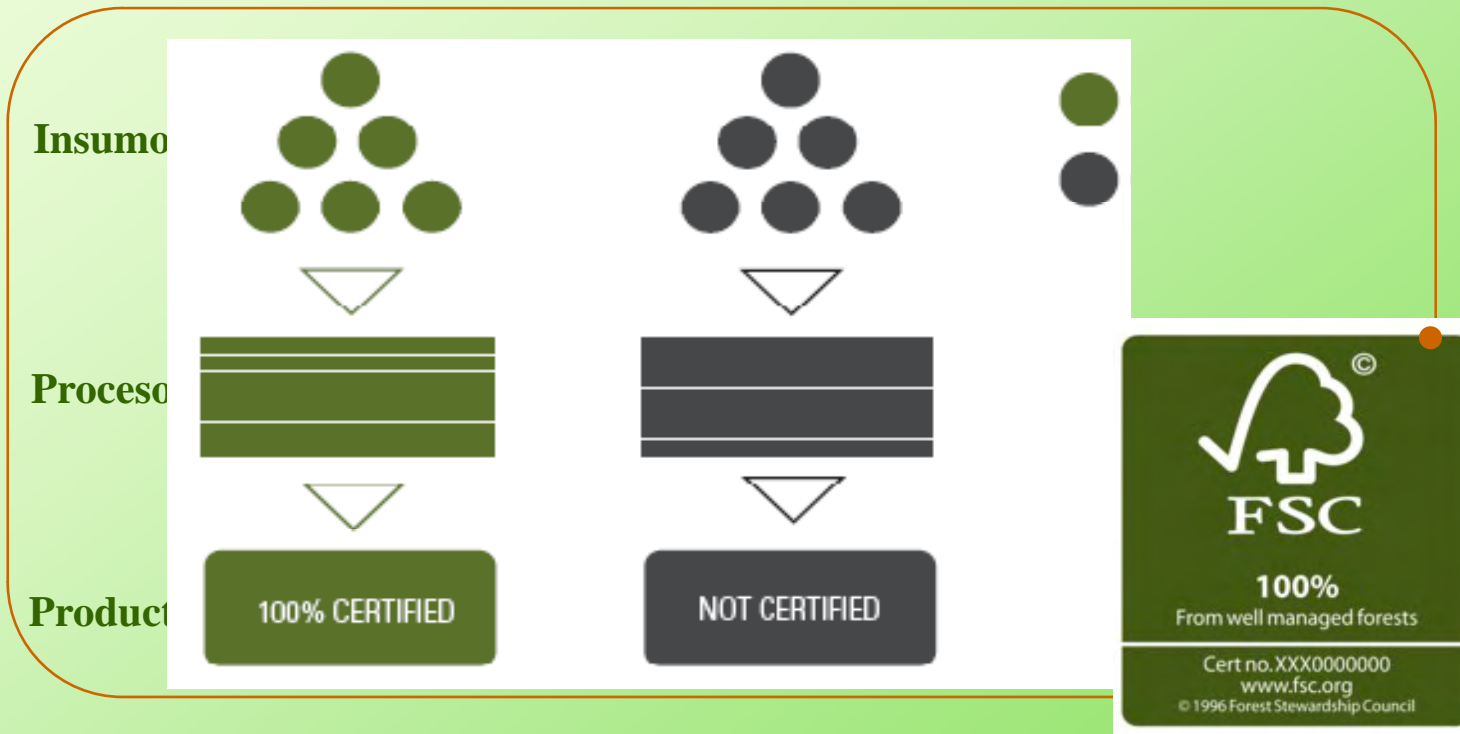 Insumo
Proceso
Product
100% CERTIFIED
NOT CERTIFIED
©
FSC
100%
From well managed forests
Cert no. XXX0000000
www.fsc.org
© 1996 Forest Stewardship Council